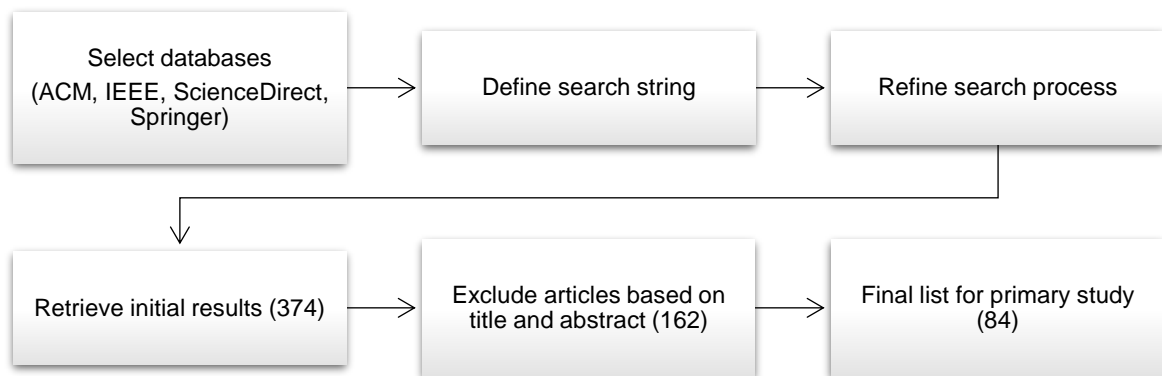 Select databases
(ACM, IEEE, ScienceDirect,
Springer)
Define search string
Refine search process
Retrieve initial results (374)
Exclude articles based on
title and abstract (162)
Final list for primary study
(84)